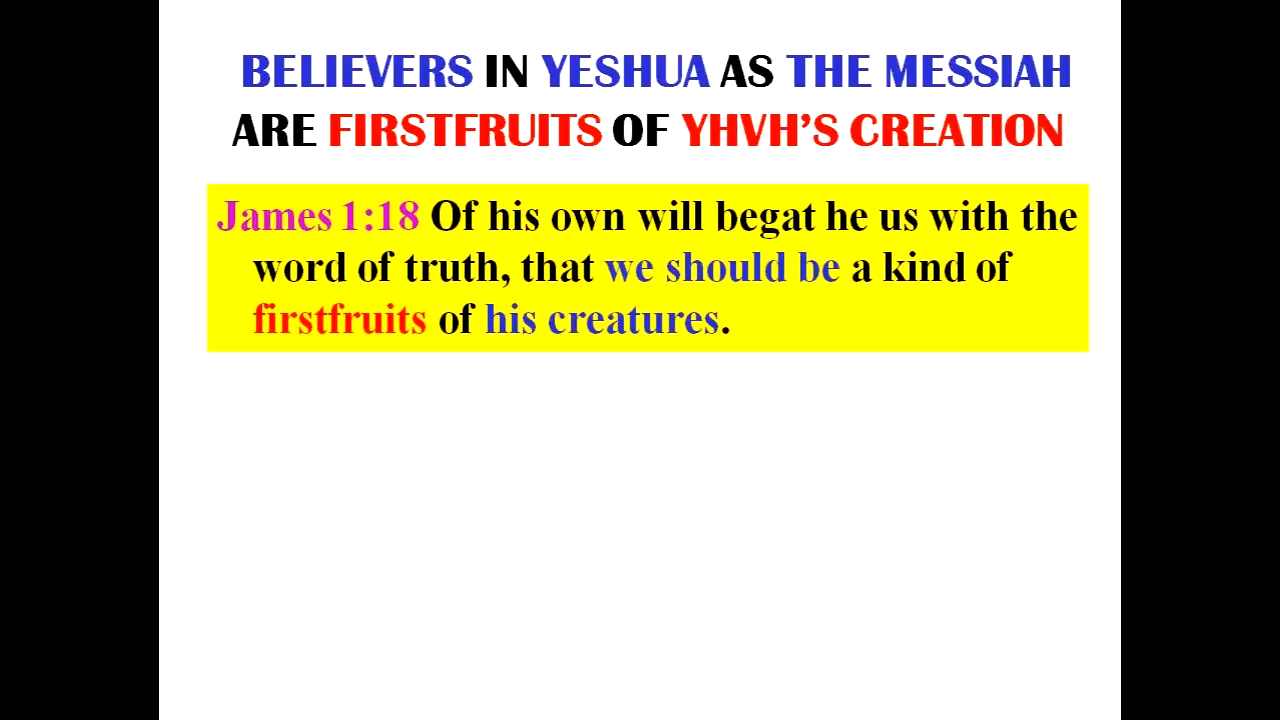 BELIEVERS IN YESHUA AS THE MESSIAH
ARE FIRSTFRUITS OF YHVH’S CREATION
James 1:18 Of his own will begat he us with the
word of truth, that we should be a kind of
firstfruits of his creatures.